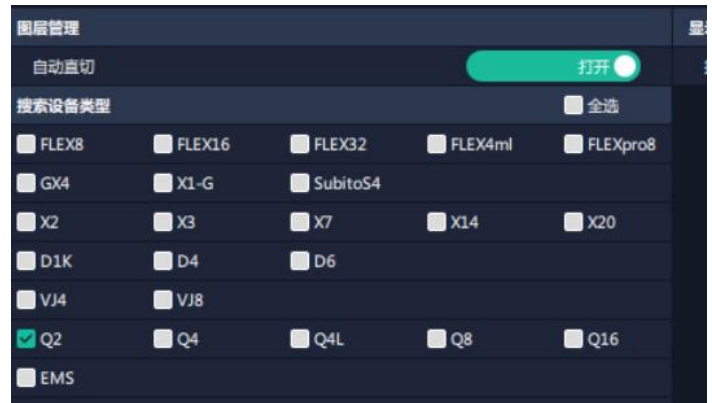 图层管理
自动直切 打开
搜索设备类型 全选
FLEX8 FLEX16 FLEX32 FLEX4ml FLEXpro8
GX4 X1-G SubitoS4
X2 X3 X7 X14 X20
D1K D4 D6
VJ4 VJ8
Q2 Q4 Q4L Q8 Q16
EMS